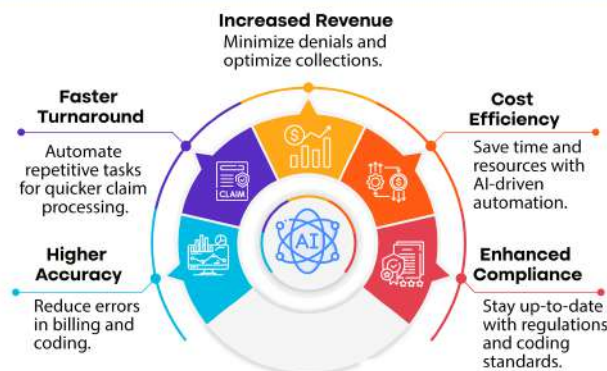 Increased Revenue
Minimize denials and
optimize collections.
Faster
Turnaround
Automate
repetitive tasks
for quicker claim
processing.
Cost
Efficiency
Save time and
resources with
AI-driven
automation.
$
CLAIM
$
AI
Higher
Accuracy
Reduce errors
in billing and
coding.
Enhanced
Compliance
Stay up-to-date
with regulations
and coding
standards.